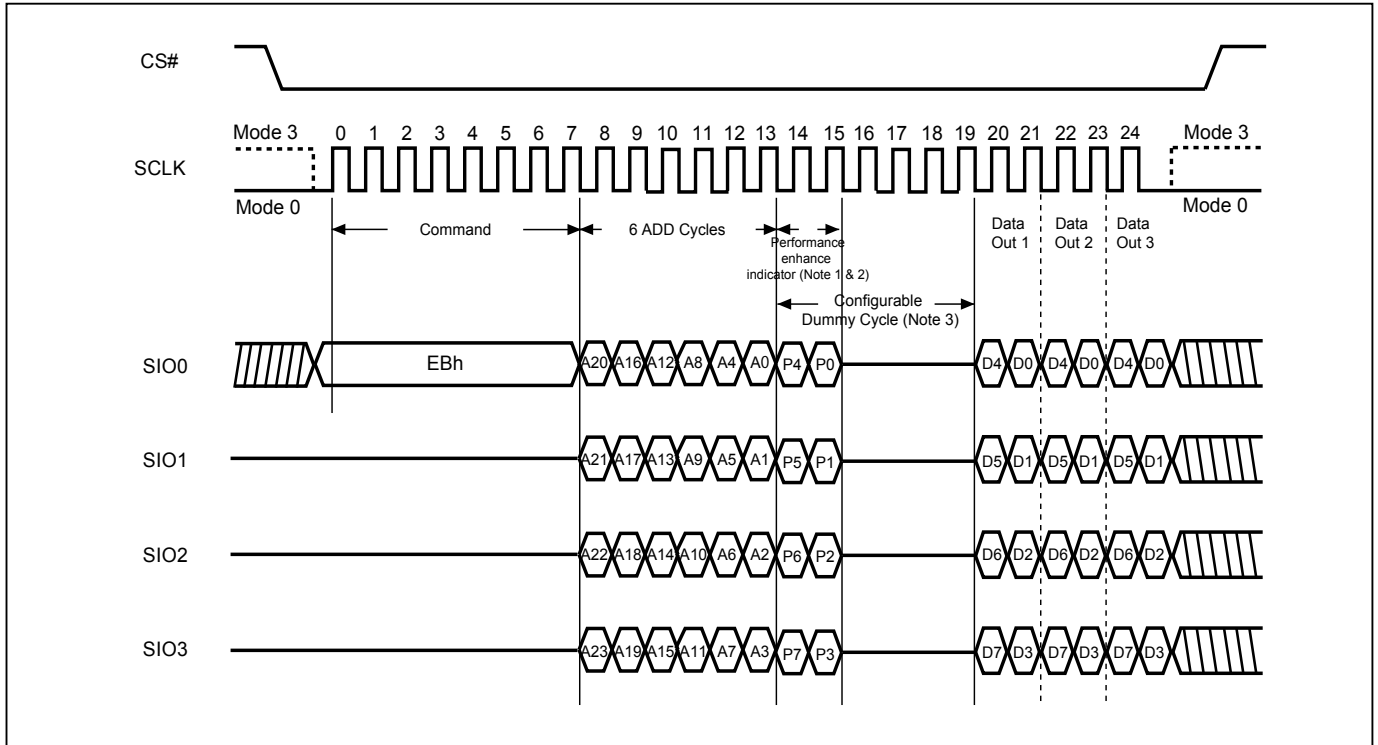 CS#
Mode 3 0 1 2 3 4 5 6 7 8 9 10 11 12 13 14 15 16 17 18 19 20 21 22 23 24 Mode 3
SCLK
Mode 0 Mode 0
Command 6 ADD Cycles Performance enhance indicator (Note 1 & 2) Data Out 1 Data Out 2 Data Out 3
Configurable
Dummy Cycle (Note 3)
SIO0 EBh A20 A16 A12 A8 A4 A0 P4 P0 D4 D0 D4 D0 D4 D0
SIO1 A21 A17 A13 A9 A5 A1 P5 P1 D5 D1 D5 D1 D5 D1
SIO2 A22 A18 A14 A10 A6 A2 P6 P2 D6 D2 D6 D2 D6 D2
SIO3 A23 A19 A15 A11 A7 A3 P7 P3 D7 D3 D7 D3 D7 D3